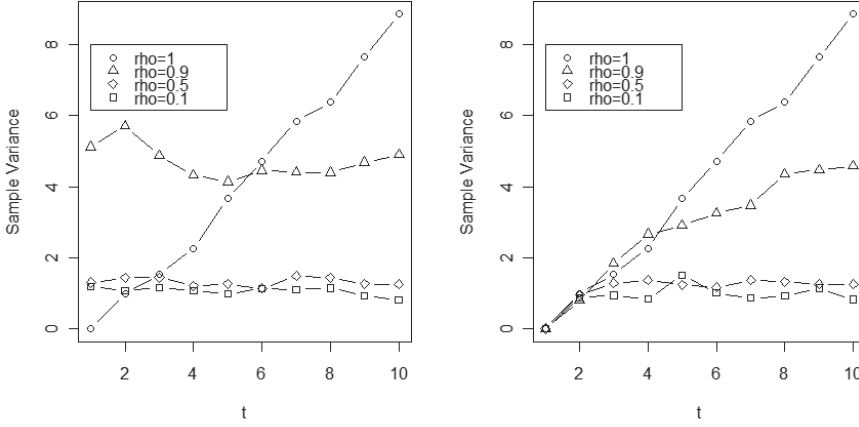 Sample Variance
8
6
4
2
0
rho=1
rho=0.9
rho=0.5
rho=0.1
2 4 6 8 10
t
Sample Variance
8
6
4
2
0
rho=1
rho=0.9
rho=0.5
rho=0.1
2 4 6 8 10
t